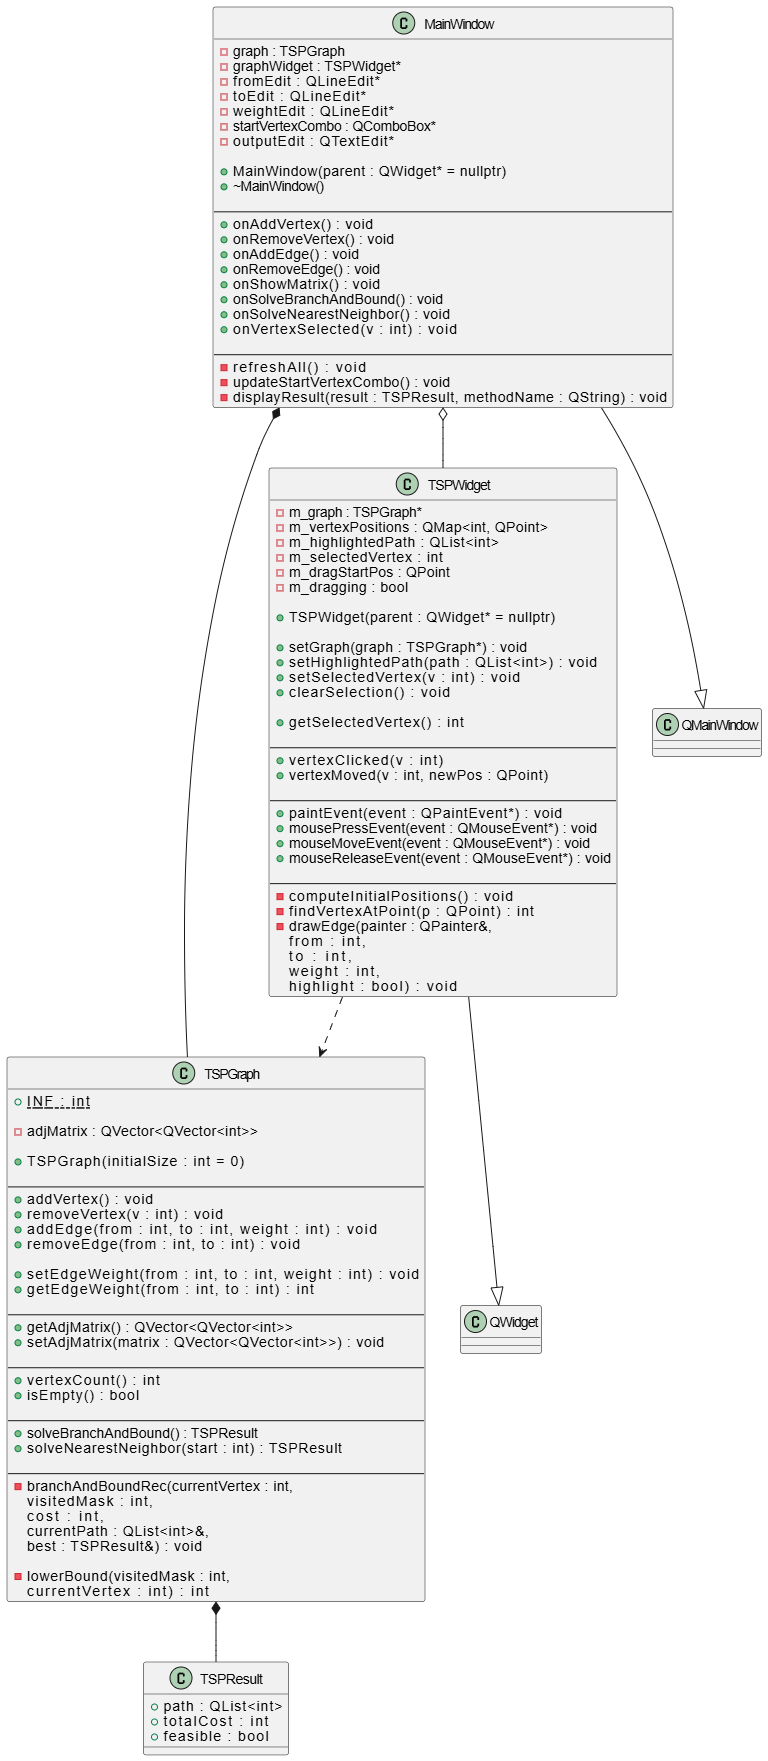 C MainWindow
graph : TSPGraph
graphWidget : TSPWidget*
fromEdit : QLineEdit*
toEdit : QLineEdit*
weightEdit : QLineEdit*
startVertexCombo : QComboBox*
outputEdit : QTextEdit*
MainWindow(parent : QWidget* = nullptr)
~MainWindow()
onAddVertex() : void
onRemoveVertex() : void
onAddEdge() : void
onRemoveEdge() : void
onShowMatrix() : void
onSolveBranchAndBound() : void
onSolveNearestNeighbor() : void
onVertexSelected(v : int) : void
refreshAll() : void
updateStartVertexCombo() : void
displayResult(result : TSPResult, methodName : QString) : void
C TSPWidget
m_graph : TSPGraph*
m_vertexPositions : QMap<int, QPoint>
m_highlightedPath : QList<int>
m_selectedVertex : int
m_dragStartPos : QPoint
m_dragging : bool
TSPWidget(parent : QWidget* = nullptr)
setGraph(graph : TSPGraph*) : void
setHighlightedPath(path : QList<int>) : void
setSelectedVertex(v : int) : void
clearSelection() : void
getSelectedVertex() : int
vertexClicked(v : int)
vertexMoved(v : int, newPos : QPoint)
paintEvent(event : QPaintEvent*) : void
mousePressEvent(event : QMouseEvent*) : void
mouseMoveEvent(event : QMouseEvent*) : void
mouseReleaseEvent(event : QMouseEvent*) : void
computeInitialPositions() : void
findVertexAtPoint(p : QPoint) : int
drawEdge(painter : QPainter&,
from : int,
to : int,
weight : int,
highlight : bool) : void
C QMainWindow
C TSPGraph
INF : int
adjMatrix : QVector<QVector<int>>
TSPGraph(initialSize : int = 0)
addVertex() : void
removeVertex(v : int) : void
addEdge(from : int, to : int, weight : int) : void
removeEdge(from : int, to : int) : void
setEdgeWeight(from : int, to : int, weight : int) : void
getEdgeWeight(from : int, to : int) : int
getAdjMatrix() : QVector<QVector<int>>
setAdjMatrix(matrix : QVector<QVector<int>>) : void
vertexCount() : int
isEmpty() : bool
solveBranchAndBound() : TSPResult
solveNearestNeighbor(start : int) : TSPResult
branchAndBoundRec(currentVertex : int,
visitedMask : int,
cost : int,
currentPath : QList<int>&,
best : TSPResult&) : void
lowerBound(visitedMask : int,
currentVertex : int) : int
C QWidget
C TSPResult
path : QList<int>
totalCost : int
feasible : bool